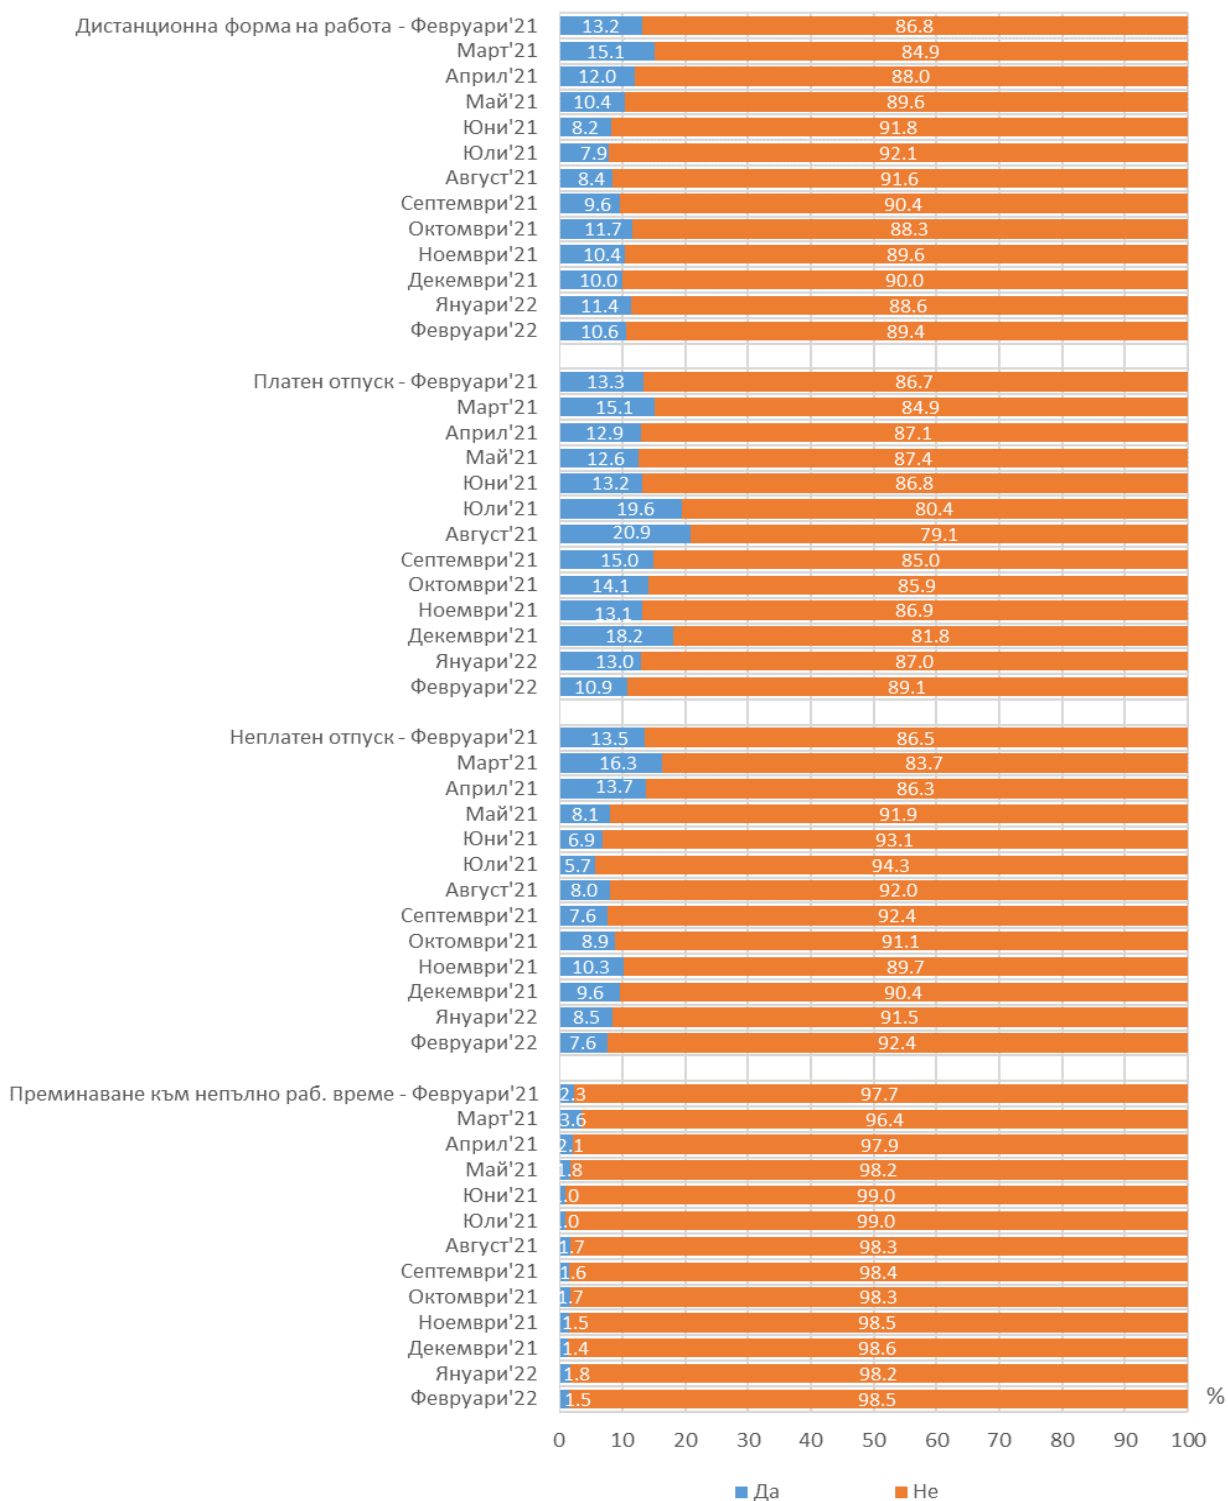 Дистанционна форма на работа - Февруари'21 13.2 86.8
Март'21 15.1 84.9
Април'21 12.0 88.0
Май'21 10.4 89.6
Юни'21 8.2 91.8
Юли'21 7.9 92.1
Август'21 8.4 91.6
Септември'21 9.6 90.4
Октомври'21 11.7 88.3
Ноември'21 10.4 89.6
Декември'21 10.0 90.0
Януари'22 11.4 88.6
Февруари'22 10.6 89.4
Платен отпуск - Февруари'21 13.3 86.7
Март'21 15.1 84.9
Април'21 12.9 87.1
Май'21 12.6 87.4
Юни'21 13.2 86.8
Юли'21 19.6 80.4
Август'21 20.9 79.1
Септември'21 15.0 85.0
Октомври'21 14.1 85.9
Ноември'21 13.1 86.9
Декември'21 18.2 81.8
Януари'22 13.0 87.0
Февруари'22 10.9 89.1
Неплатен отпуск - Февруари'21 13.5 86.5
Март'21 16.3 83.7
Април'21 13.7 86.3
Май'21 8.1 91.9
Юни'21 6.9 93.1
Юли'21 5.7 94.3
Август'21 8.0 92.0
Септември'21 7.6 92.4
Октомври'21 8.9 91.1
Ноември'21 10.3 89.7
Декември'21 9.6 90.4
Януари'22 8.5 91.5
Февруари'22 7.6 92.4
Преминаване към непълно раб. време - Февруари'21 2.3 97.7
Март'21 3.6 96.4
Април'21 2.1 97.9
Май'21 1.8 98.2
Юни'21 1.0 99.0
Юли'21 1.0 99.0
Август'21 1.7 98.3
Септември'21 1.6 98.4
Октомври'21 1.7 98.3
Ноември'21 1.5 98.5
Декември'21 1.4 98.6
Януари'22 1.8 98.2
Февруари'22 1.5 98.5 %
0 10 20 30 40 50 60 70 80 90 100
Да Не